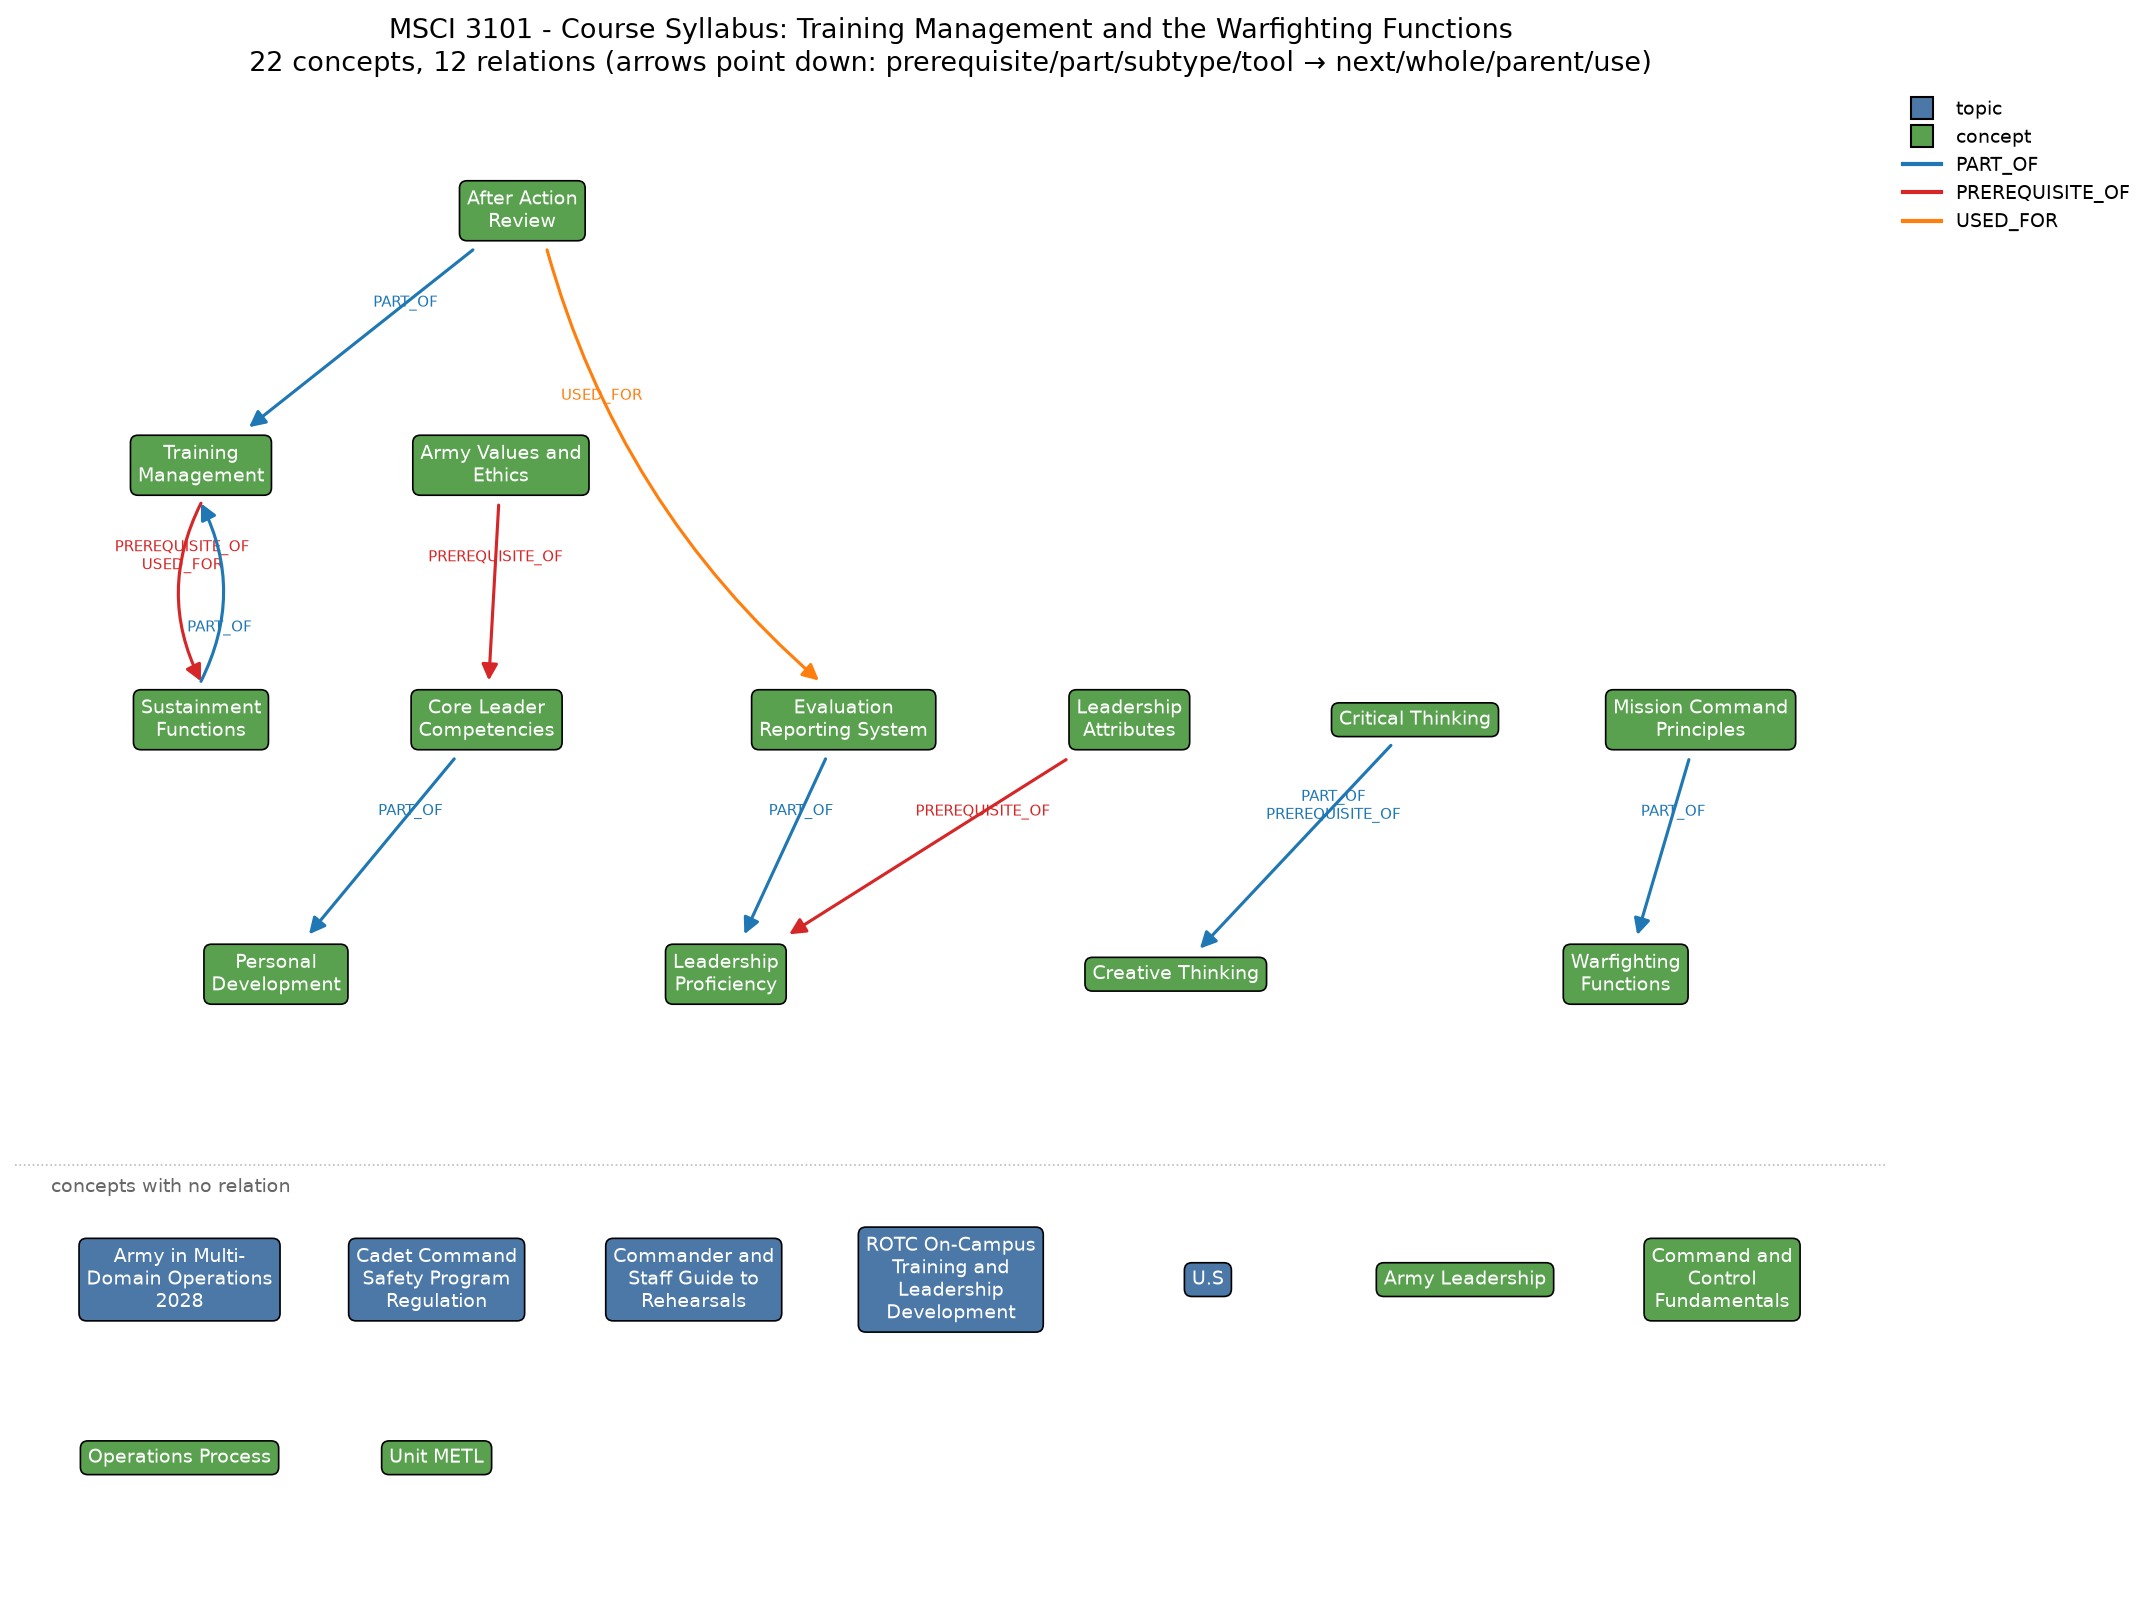 MSCI 3101 - Course Syllabus: Training Management and the Warfighting Functions
22 concepts, 12 relations (arrows point down: prerequisite/part/subtype/tool → next/whole/parent/use)
topic
concept
PART_OF
PREREQUISITE_OF
USED_FOR
After Action
Review
PART_OF
USED_FOR
Training
Management
Army Values and
Ethics
PREREQUISITE_OF
USED_FOR
PREREQUISITE_OF
PART_OF
Sustainment
Functions
Core Leader
Competencies
Evaluation
Reporting System
Leadership
Attributes
Critical Thinking
Mission Command
Principles
PART_OF
PART_OF
PREREQUISITE_OF
PART_OF
PREREQUISITE_OF
PART_OF
Personal
Development
Leadership
Proficiency
Creative Thinking
Warfighting
Functions
concepts with no relation
Army in Multi-
Domain Operations
2028
Cadet Command
Safety Program
Regulation
Commander and
Staff Guide to
Rehearsals
ROTC On-Campus
Training and
Leadership
Development
U.S
Army Leadership
Command and
Control
Fundamentals
Operations Process
Unit METL